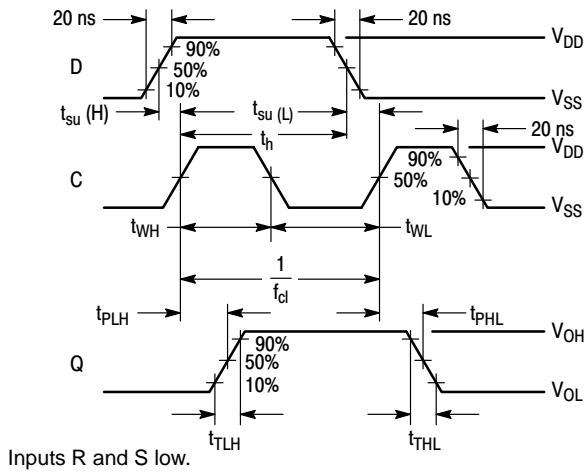 20 ns
20 ns
V_DD
D
90%
50%
10%
V_SS
t_su (H)
t_su (L)
t_h
20 ns
V_DD
C
90%
50%
10%
V_SS
t_WH
t_WL
1
f_cl
t_PLH
t_PHL
V_OH
Q
90%
50%
10%
V_OL
t_TLH
t_THL
Inputs R and S low.